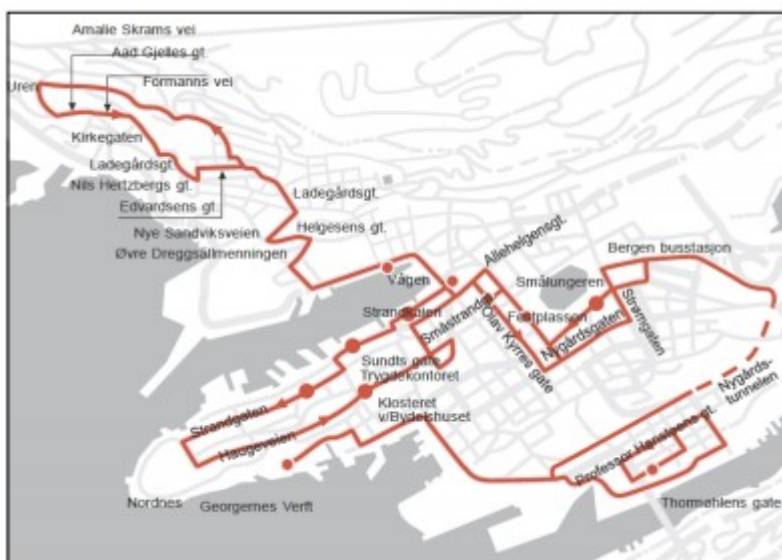 Amalie Skrams vei
Aad Gjelles gt.
Uren
Formanns vei
Kirkegaten
Ladegårdsgt.
Nils Hertzbergs gt.
Edvardsens gt.
Ladegårdsgt.
Nye Sandviksveien
Helgesens gt.
Øvre Dreggsallmenningen
Allehelgensgt.
Bergen busstasjon
Vågen
Smålungeren
Strandkaien
Småstrandgt.
Olav Kyrres gate
Festplassen
Strømgaten
Nygårdsgaten
Sundts gate
Trygdekontoret
Klosteret
v/Bydelshuset
Strandgaten
Haugeveien
Nygårds-
tunnelen
Professor Hansteens gt.
Nordnes
Georgernes Verft
Thormøhlens gate